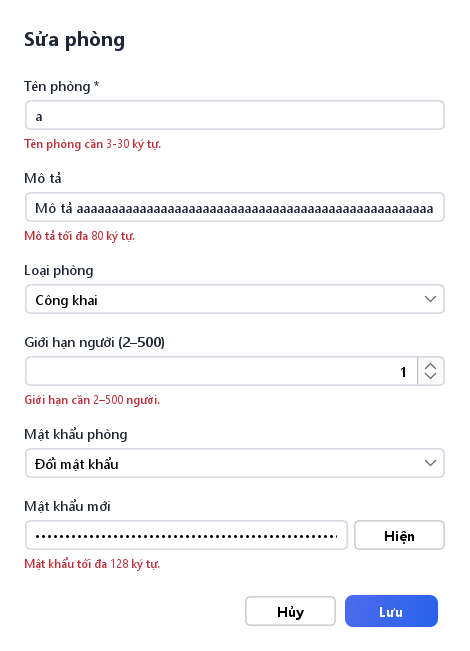 Sửa phòng
Tên phòng *
a
Tên phòng cần 3-30 ký tự.
Mô tả
Mô tả aaaaaaaaaaaaaaaaaaaaaaaaaaaaaaaaaaaaaaaaaaaaaaaaaaa
Mô tả tối đa 80 ký tự.
Loại phòng
Công khai
Giới hạn người (2–500)
1
Giới hạn cần 2–500 người.
Mật khẩu phòng
Đổi mật khẩu
Mật khẩu mới
Hiện
Mật khẩu tối đa 128 ký tự.
Hủy
Lưu